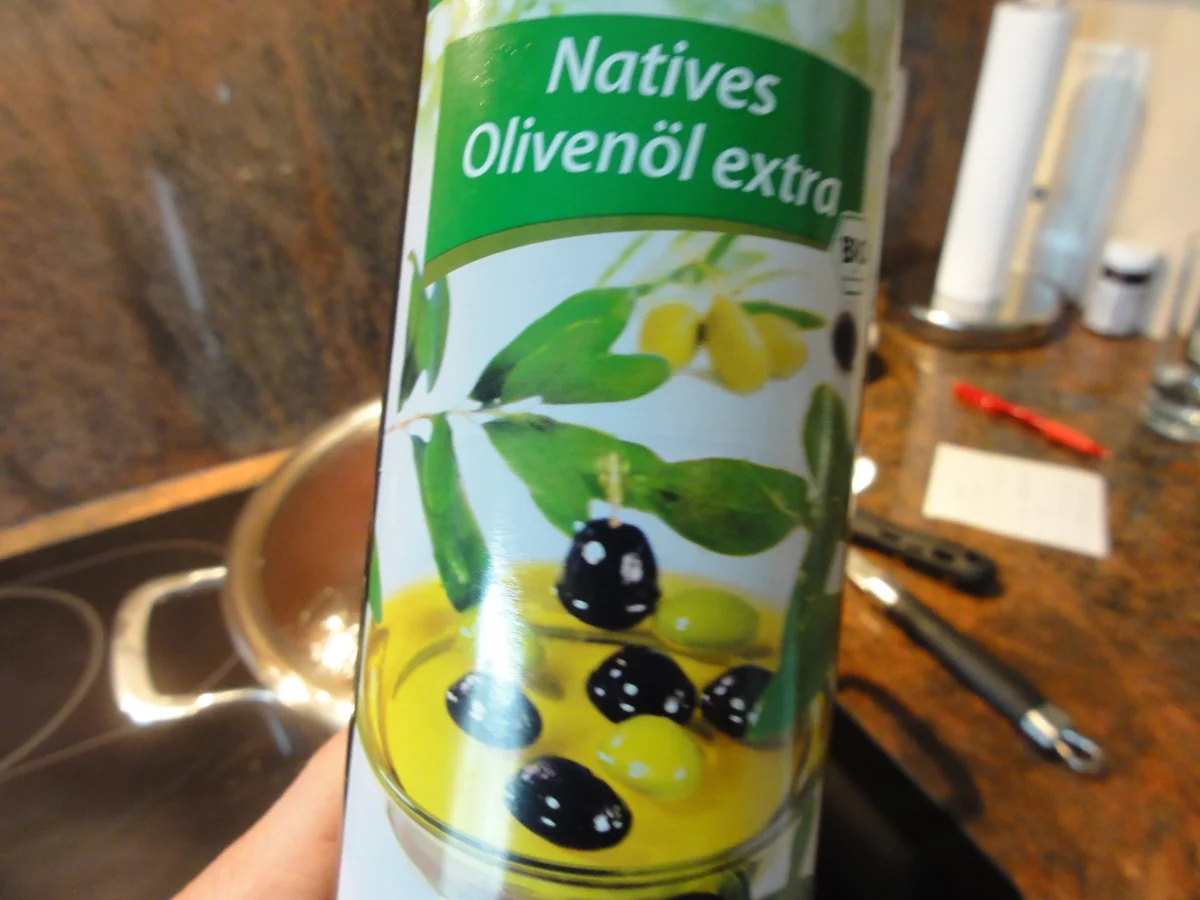 Natives
Olivenöl extra